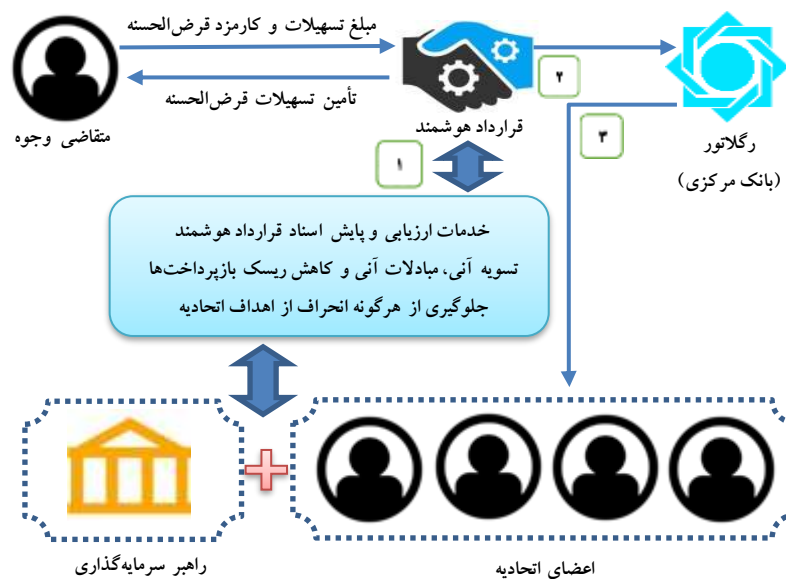 مبلغ تسهیلات و کارمزد قرض‌الحسنه
تأمین تسهیلات قرض‌الحسنه
متقاضی وجوه
قرارداد هوشمند
۲
۳
رگلاتور
(بانک مرکزی)
۱
خدمات ارزیابی و پایش اسناد قرارداد هوشمند
تسویه آنی، مبادلات آنی و کاهش ریسک بازپرداخت‌ها
جلوگیری از هرگونه انحراف از اهداف اتحادیه
راهبر سرمایه‌گذاری
اعضای اتحادیه